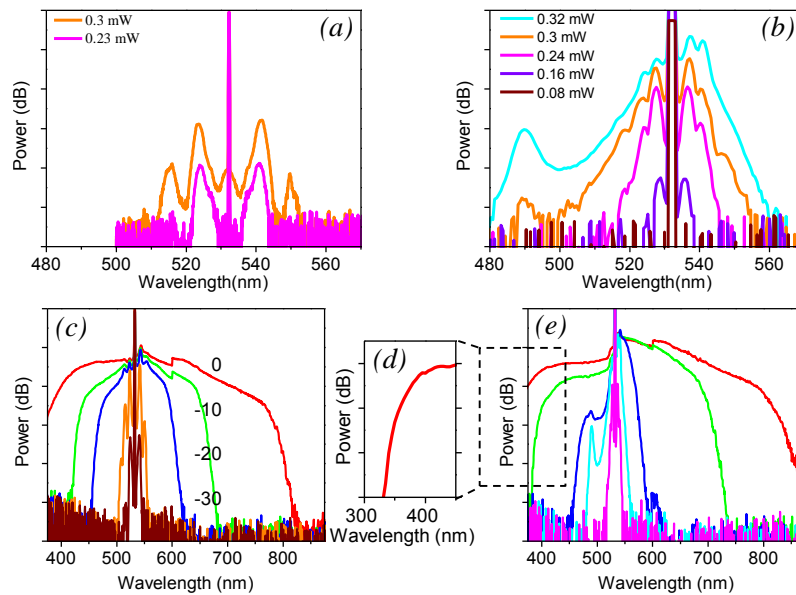 (a)
0.3 mW
0.23 mW
Power (dB)
480 500 520 540 560
Wavelength(nm)
(b)
0.32 mW
0.3 mW
0.24 mW
0.16 mW
0.08 mW
Power (dB)
480 500 520 540 560
Wavelength(nm)
(c)
0
-10
-20
-30
Power (dB)
400 500 600 700 800
Wavelength (nm)
(d)
Power (dB)
300 400
Wavelength (nm)
(e)
Power (dB)
400 500 600 700 800
Wavelength (nm)